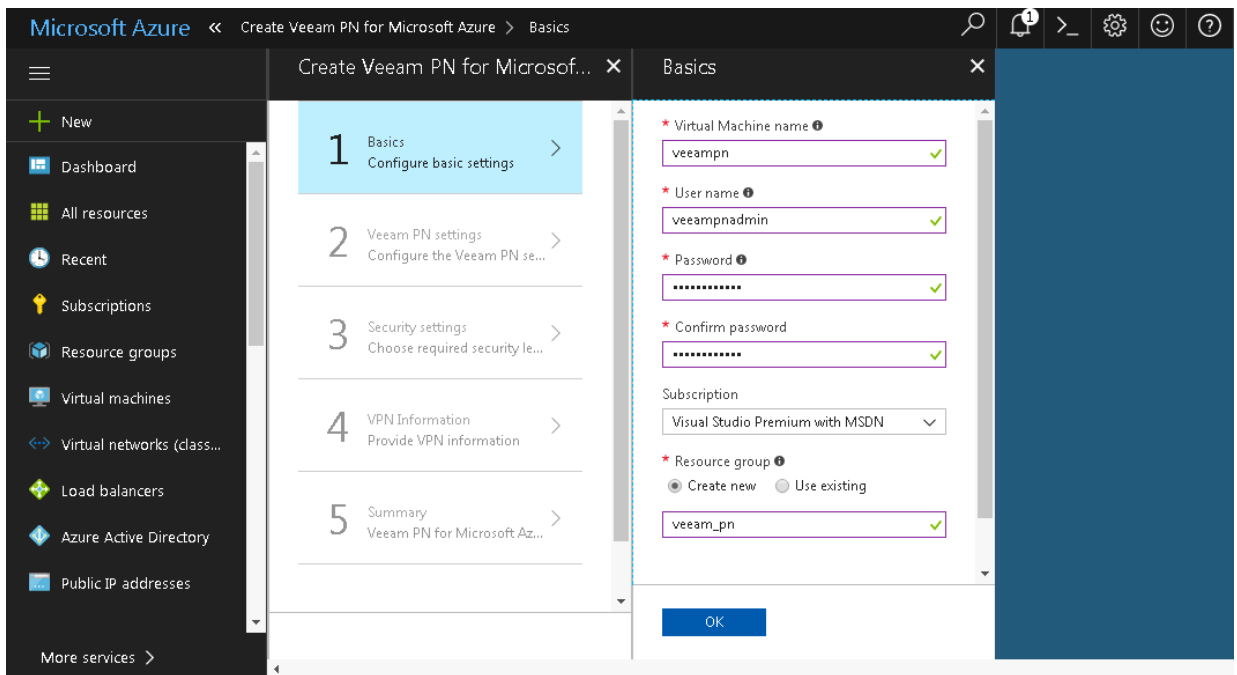 Microsoft Azure « Create Veeam PN for Microsoft Azure > Basics
1
New
Dashboard
All resources
Recent
Subscriptions
Resource groups
Virtual machines
Virtual networks (class...
Load balancers
Azure Active Directory
Public IP addresses
More services >
Create Veeam PN for Microsof...
1
Basics
Configure basic settings
2
Veeam PN settings
Configure the Veeam PN se...
3
Security settings
Choose required security le...
4
VPN Information
Provide VPN information
5
Summary
Veeam PN for Microsoft Az...
Basics
* Virtual Machine name
veeampn
* User name
veeampnadmin
* Password
••••••••••••
* Confirm password
••••••••••••
Subscription
Visual Studio Premium with MSDN
* Resource group
Create new Use existing
veeam_pn
OK